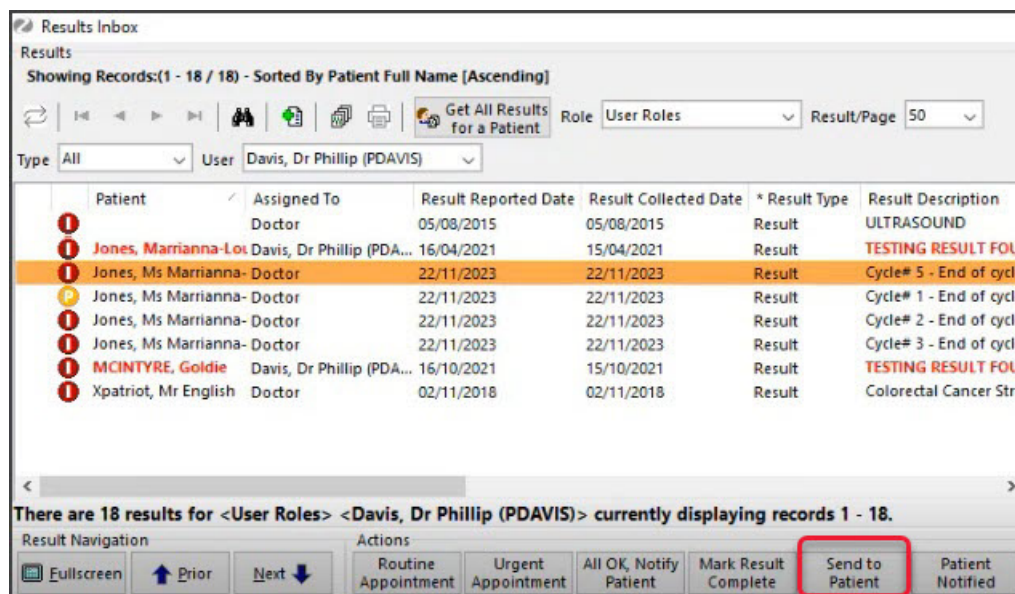 Results Inbox
Results
Showing Records:(1 - 18 / 18) - Sorted By Patient Full Name [Ascending]
Get All Results for a Patient Role User Roles Result/Page 50
Type All User Davis, Dr Phillip (PDAVIS)
Patient Assigned To Result Reported Date Result Collected Date * Result Type Result Description
I Doctor 05/08/2015 05/08/2015 Result ULTRASOUND
I Jones, Marrianna-Lou Davis, Dr Phillip (PDA... 16/04/2021 15/04/2021 Result TESTING RESULT FOU
I Jones, Ms Marrianna- Doctor 22/11/2023 22/11/2023 Result Cycle# 5 - End of cycl
P Jones, Ms Marrianna- Doctor 22/11/2023 22/11/2023 Result Cycle# 1 - End of cycl
I Jones, Ms Marrianna- Doctor 22/11/2023 22/11/2023 Result Cycle# 2 - End of cycl
I Jones, Ms Marrianna- Doctor 22/11/2023 22/11/2023 Result Cycle# 3 - End of cycl
I MCINTYRE, Goldie Davis, Dr Phillip (PDA... 16/10/2021 15/10/2021 Result TESTING RESULT FOU
I Xpatriot, Mr English Doctor 02/11/2018 02/11/2018 Result Colorectal Cancer Str
There are 18 results for <User Roles> <Davis, Dr Phillip (PDAVIS)> currently displaying records 1 - 18.
Result Navigation Actions
Fullscreen Prior Next Routine Appointment Urgent Appointment All OK, Notify Patient Mark Result Complete Send to Patient Patient Notified